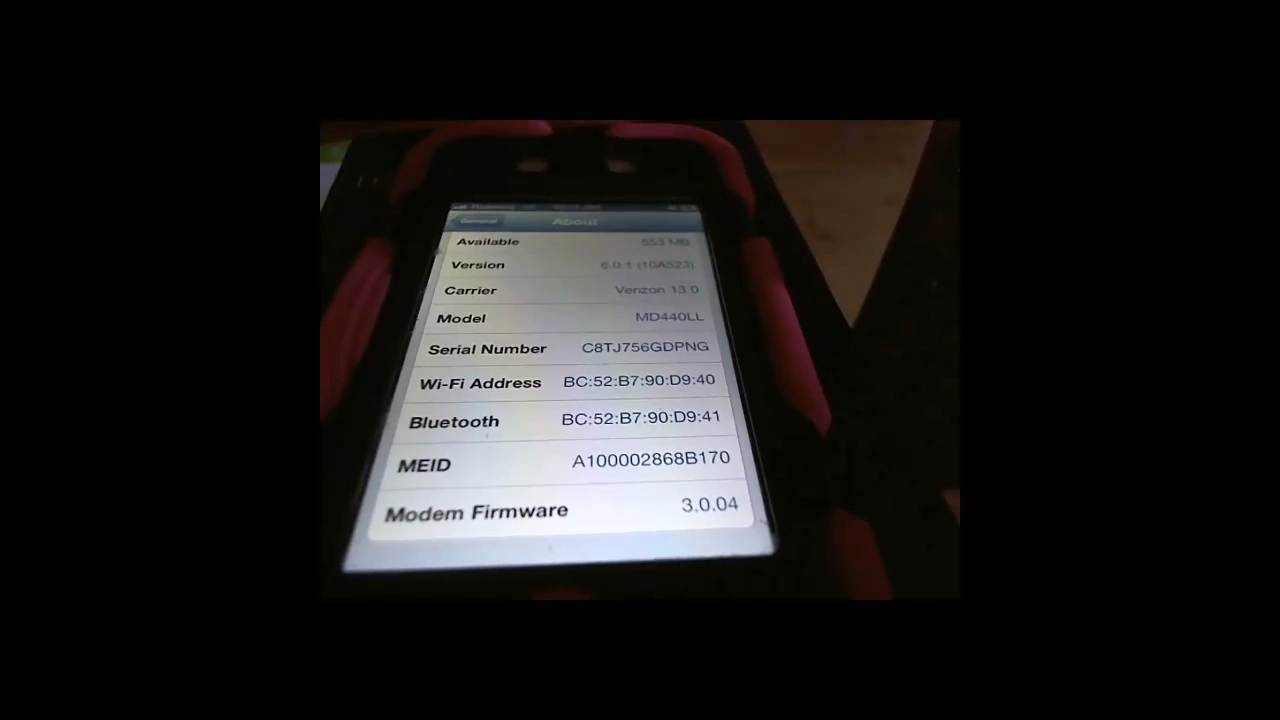 General About
Available 553 MB
Version 6.0.1 (10A523)
Carrier Verizon 13.0
Model MD440LL
Serial Number C8TJ756GDPNG
Wi-Fi Address BC:52:B7:90:D9:40
Bluetooth BC:52:B7:90:D9:41
MEID A100002868B170
Modem Firmware 3.0.04